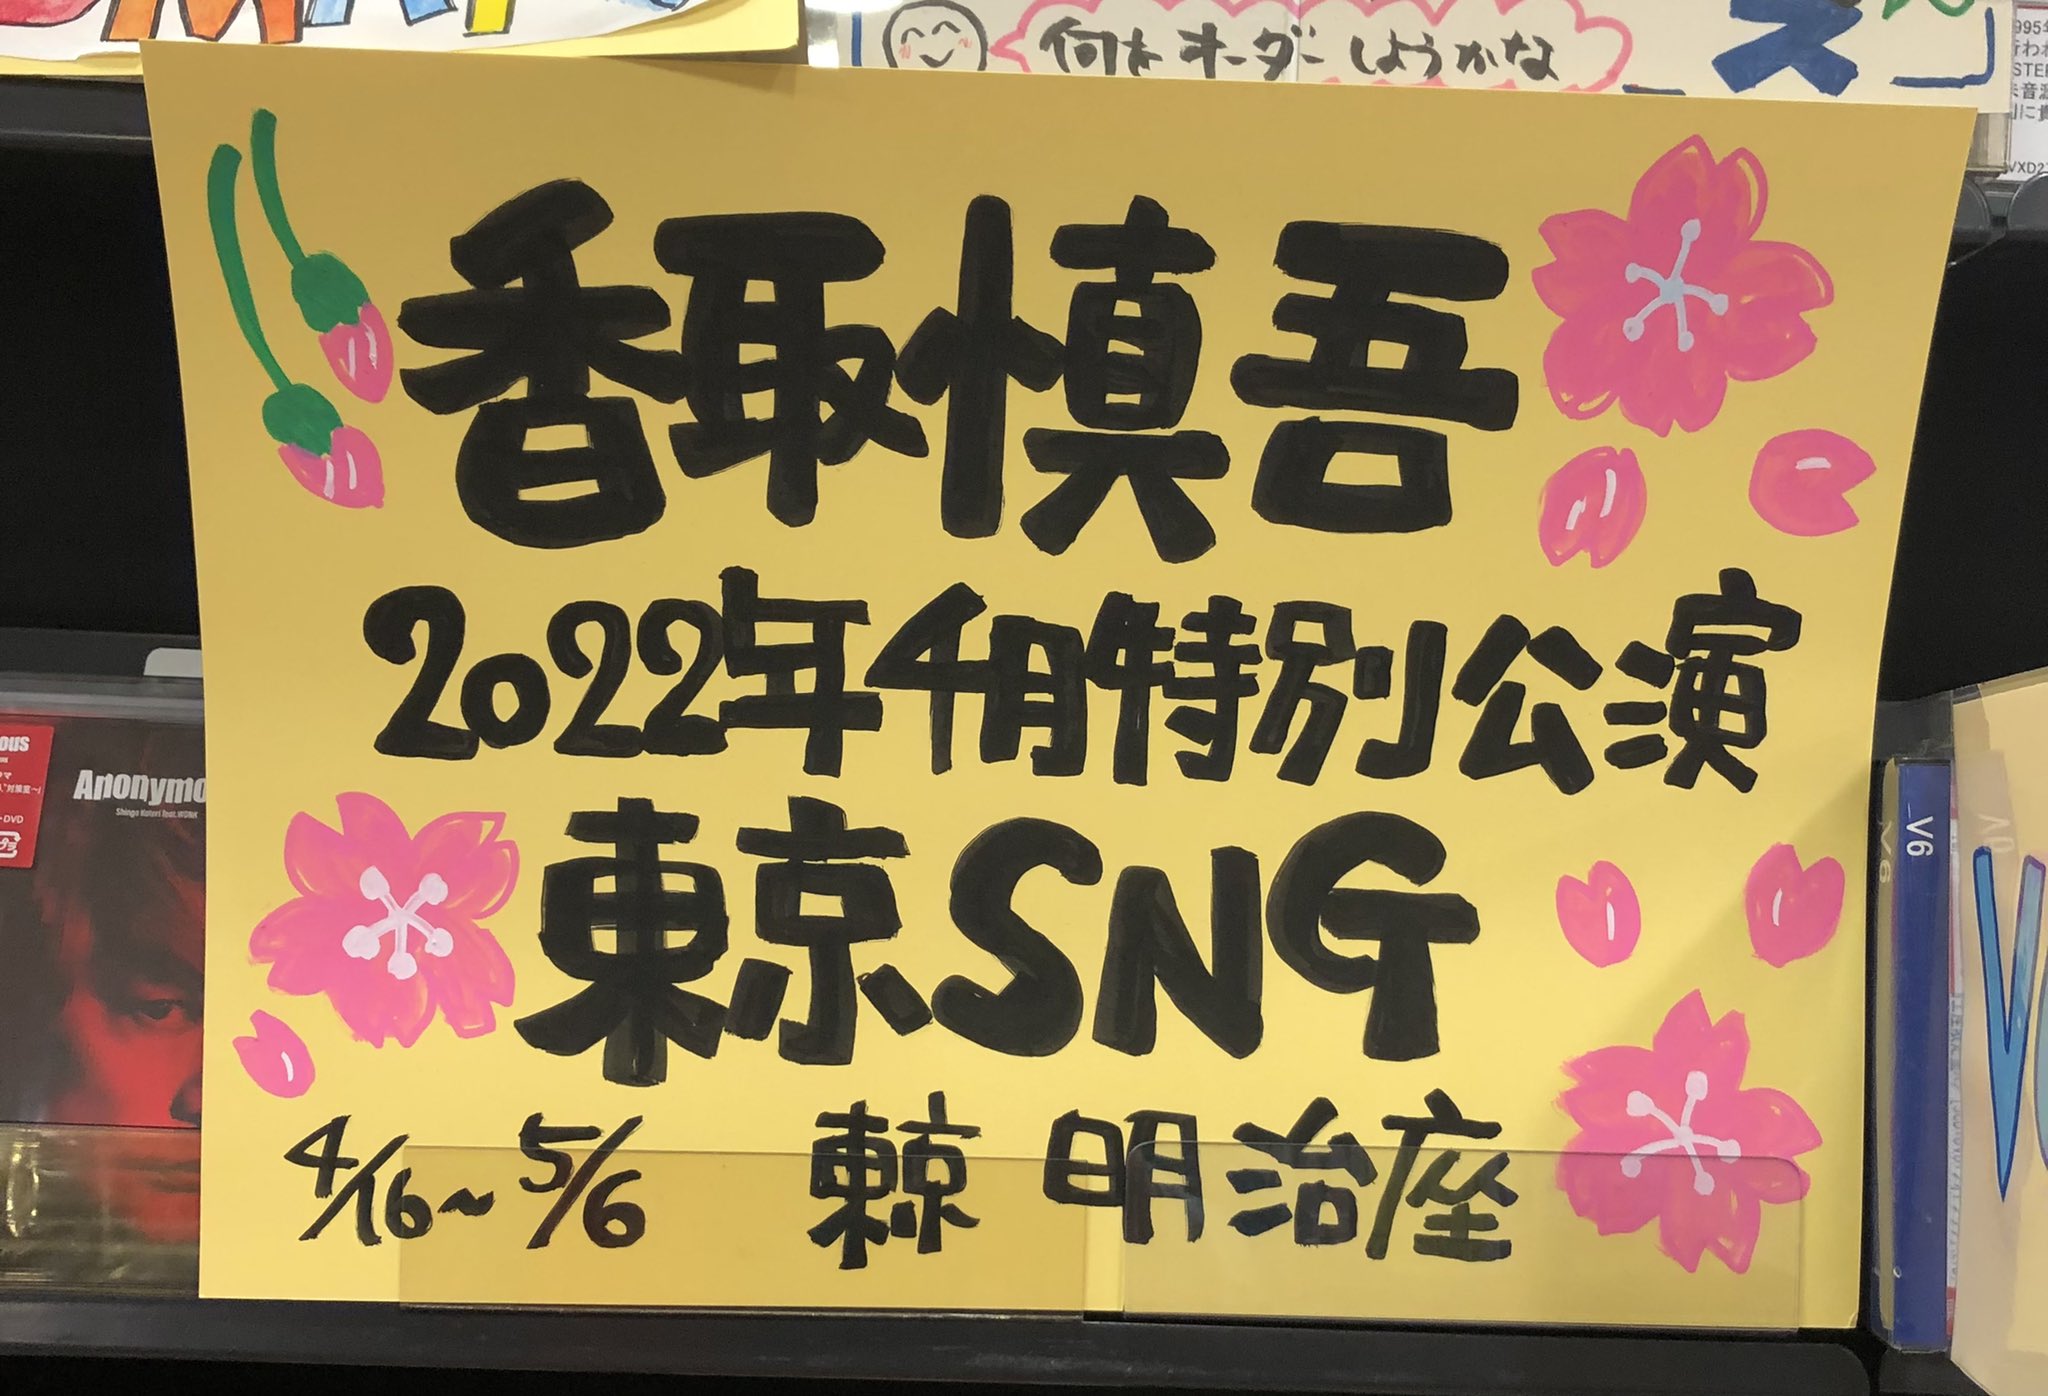 何をオーダーしようかな
ズ」
香取慎吾
2022年4月特別公演
東京SNG
4/16～5/6 東京 明治座
Anonymo
Shingo Katori feat.WONK
+DVD
V6